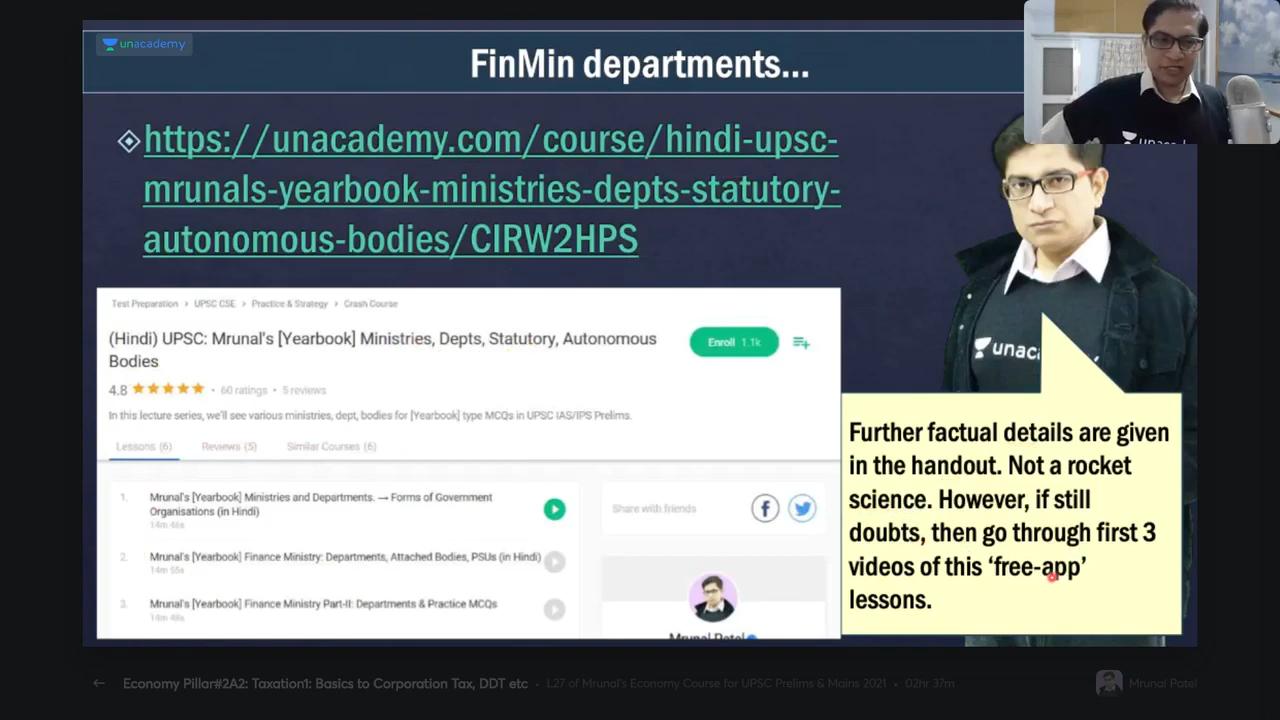 unacademy
FinMin departments...
https://unacademy.com/course/hindi-upsc-
mrunals-yearbook-ministries-depts-statutory-
autonomous-bodies/CIRW2HPS
Test Preparation > UPSC CSE > Practice & Strategy > Crash Course
(Hindi) UPSC: Mrunal's [Yearbook] Ministries, Depts, Statutory, Autonomous
Bodies
Enroll 1.1k
4.8 • 60 ratings • 5 reviews
In this lecture series, we'll see various ministries, dept, bodies for [Yearbook] type MCQs in UPSC IAS/IPS Prelims.
Lessons (6) Reviews (5) Similar Courses (6)
1. Mrunal's [Yearbook] Ministries and Departments. → Forms of Government
Organisations (in Hindi)
14m 46s
2. Mrunal's [Yearbook] Finance Ministry: Departments, Attached Bodies, PSUs (in Hindi)
14m 55s
3. Mrunal's [Yearbook] Finance Ministry Part-II: Departments & Practice MCQs
14m 48s
Share with friends
Mrunal Patel
Further factual details are given
in the handout. Not a rocket
science. However, if still
doubts, then go through first 3
videos of this ‘free-app’
lessons.
← Economy Pillar#2A2: Taxation1: Basics to Corporation Tax, DDT etc • L27 of Mrunal's Economy Course for UPSC Prelims & Mains 2021 • 02hr 37m
Mrunal Patel